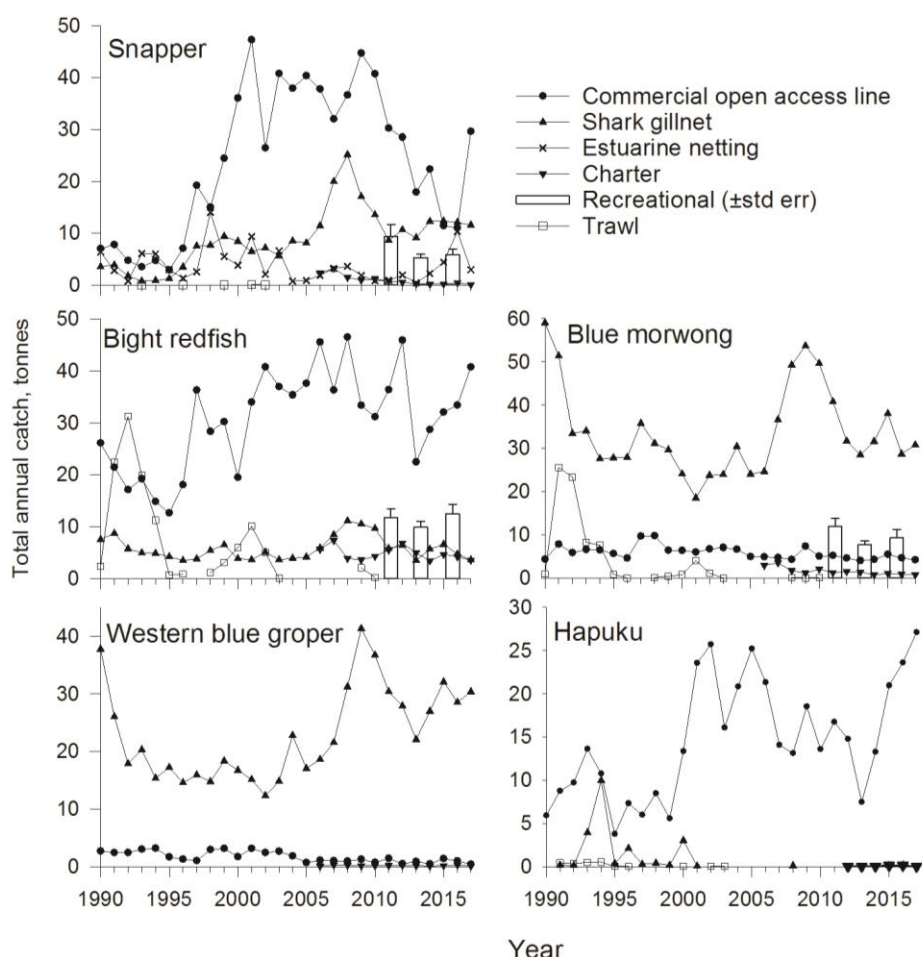 Snapper
50
40
30
20
10
0
Commercial open access line
Shark gillnet
Estuarine netting
Charter
Recreational (±std err)
Trawl
Total annual catch, tonnes
Bight redfish
50
40
30
20
10
0
Blue morwong
60
50
40
30
20
10
0
Western blue groper
40
30
20
10
0
1990 1995 2000 2005 2010 2015
Hapuku
30
25
20
15
10
5
0
1990 1995 2000 2005 2010 2015
Year